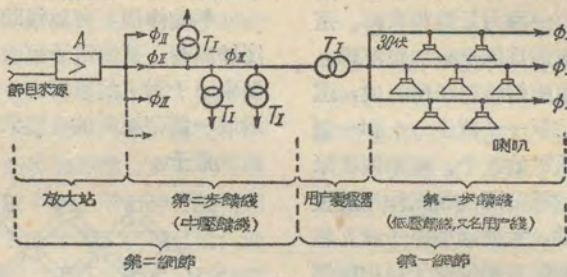 A
節目來源
ΦII
ΦII
ΦII
TI
ΦII
TI
TI
TI
30伏
喇叭
ΦI
ΦI
ΦI
放大站
第二步饋綫
(中壓饋綫)
用戶變壓器
第一步饋綫
(低壓饋綫,又名用戶綫)
第二網節
第一網節